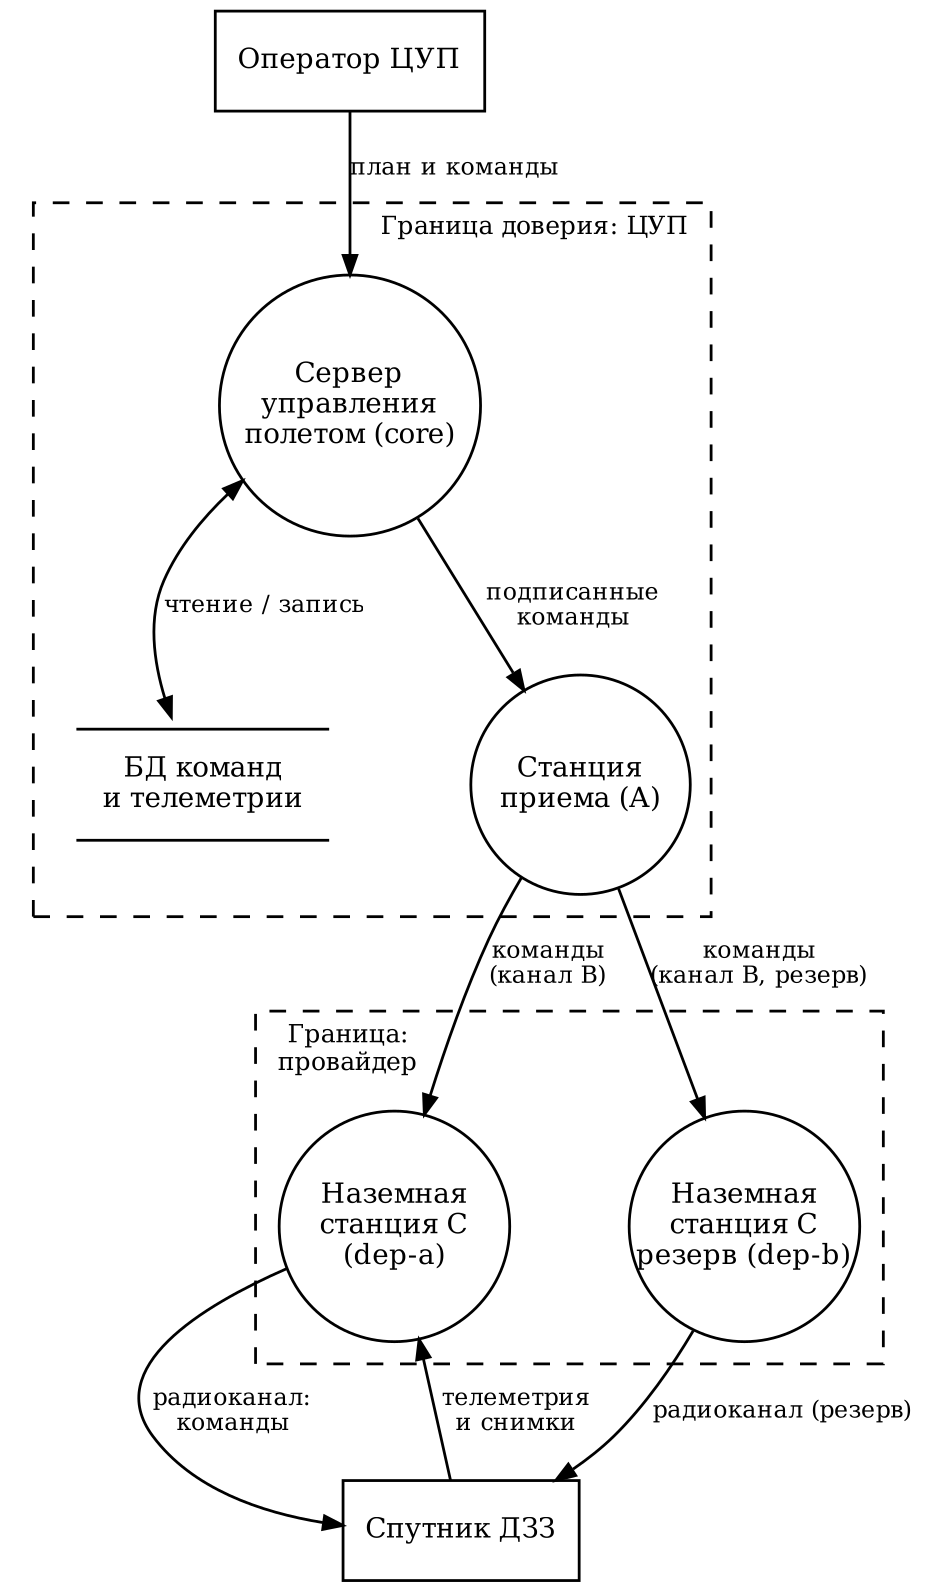 Оператор ЦУП
план и команды
Граница доверия: ЦУП
Сервер
управления
полетом (core)
подписанные
команды
чтение / запись
БД команд
и телеметрии
Станция
приема (А)
команды
(канал В)
команды
(канал В, резерв)
Граница:
провайдер
Наземная
станция С
(dep-a)
Наземная
станция С
резерв (dep-b)
радиоканал:
команды
телеметрия
и снимки
радиоканал (резерв)
Спутник ДЗЗ